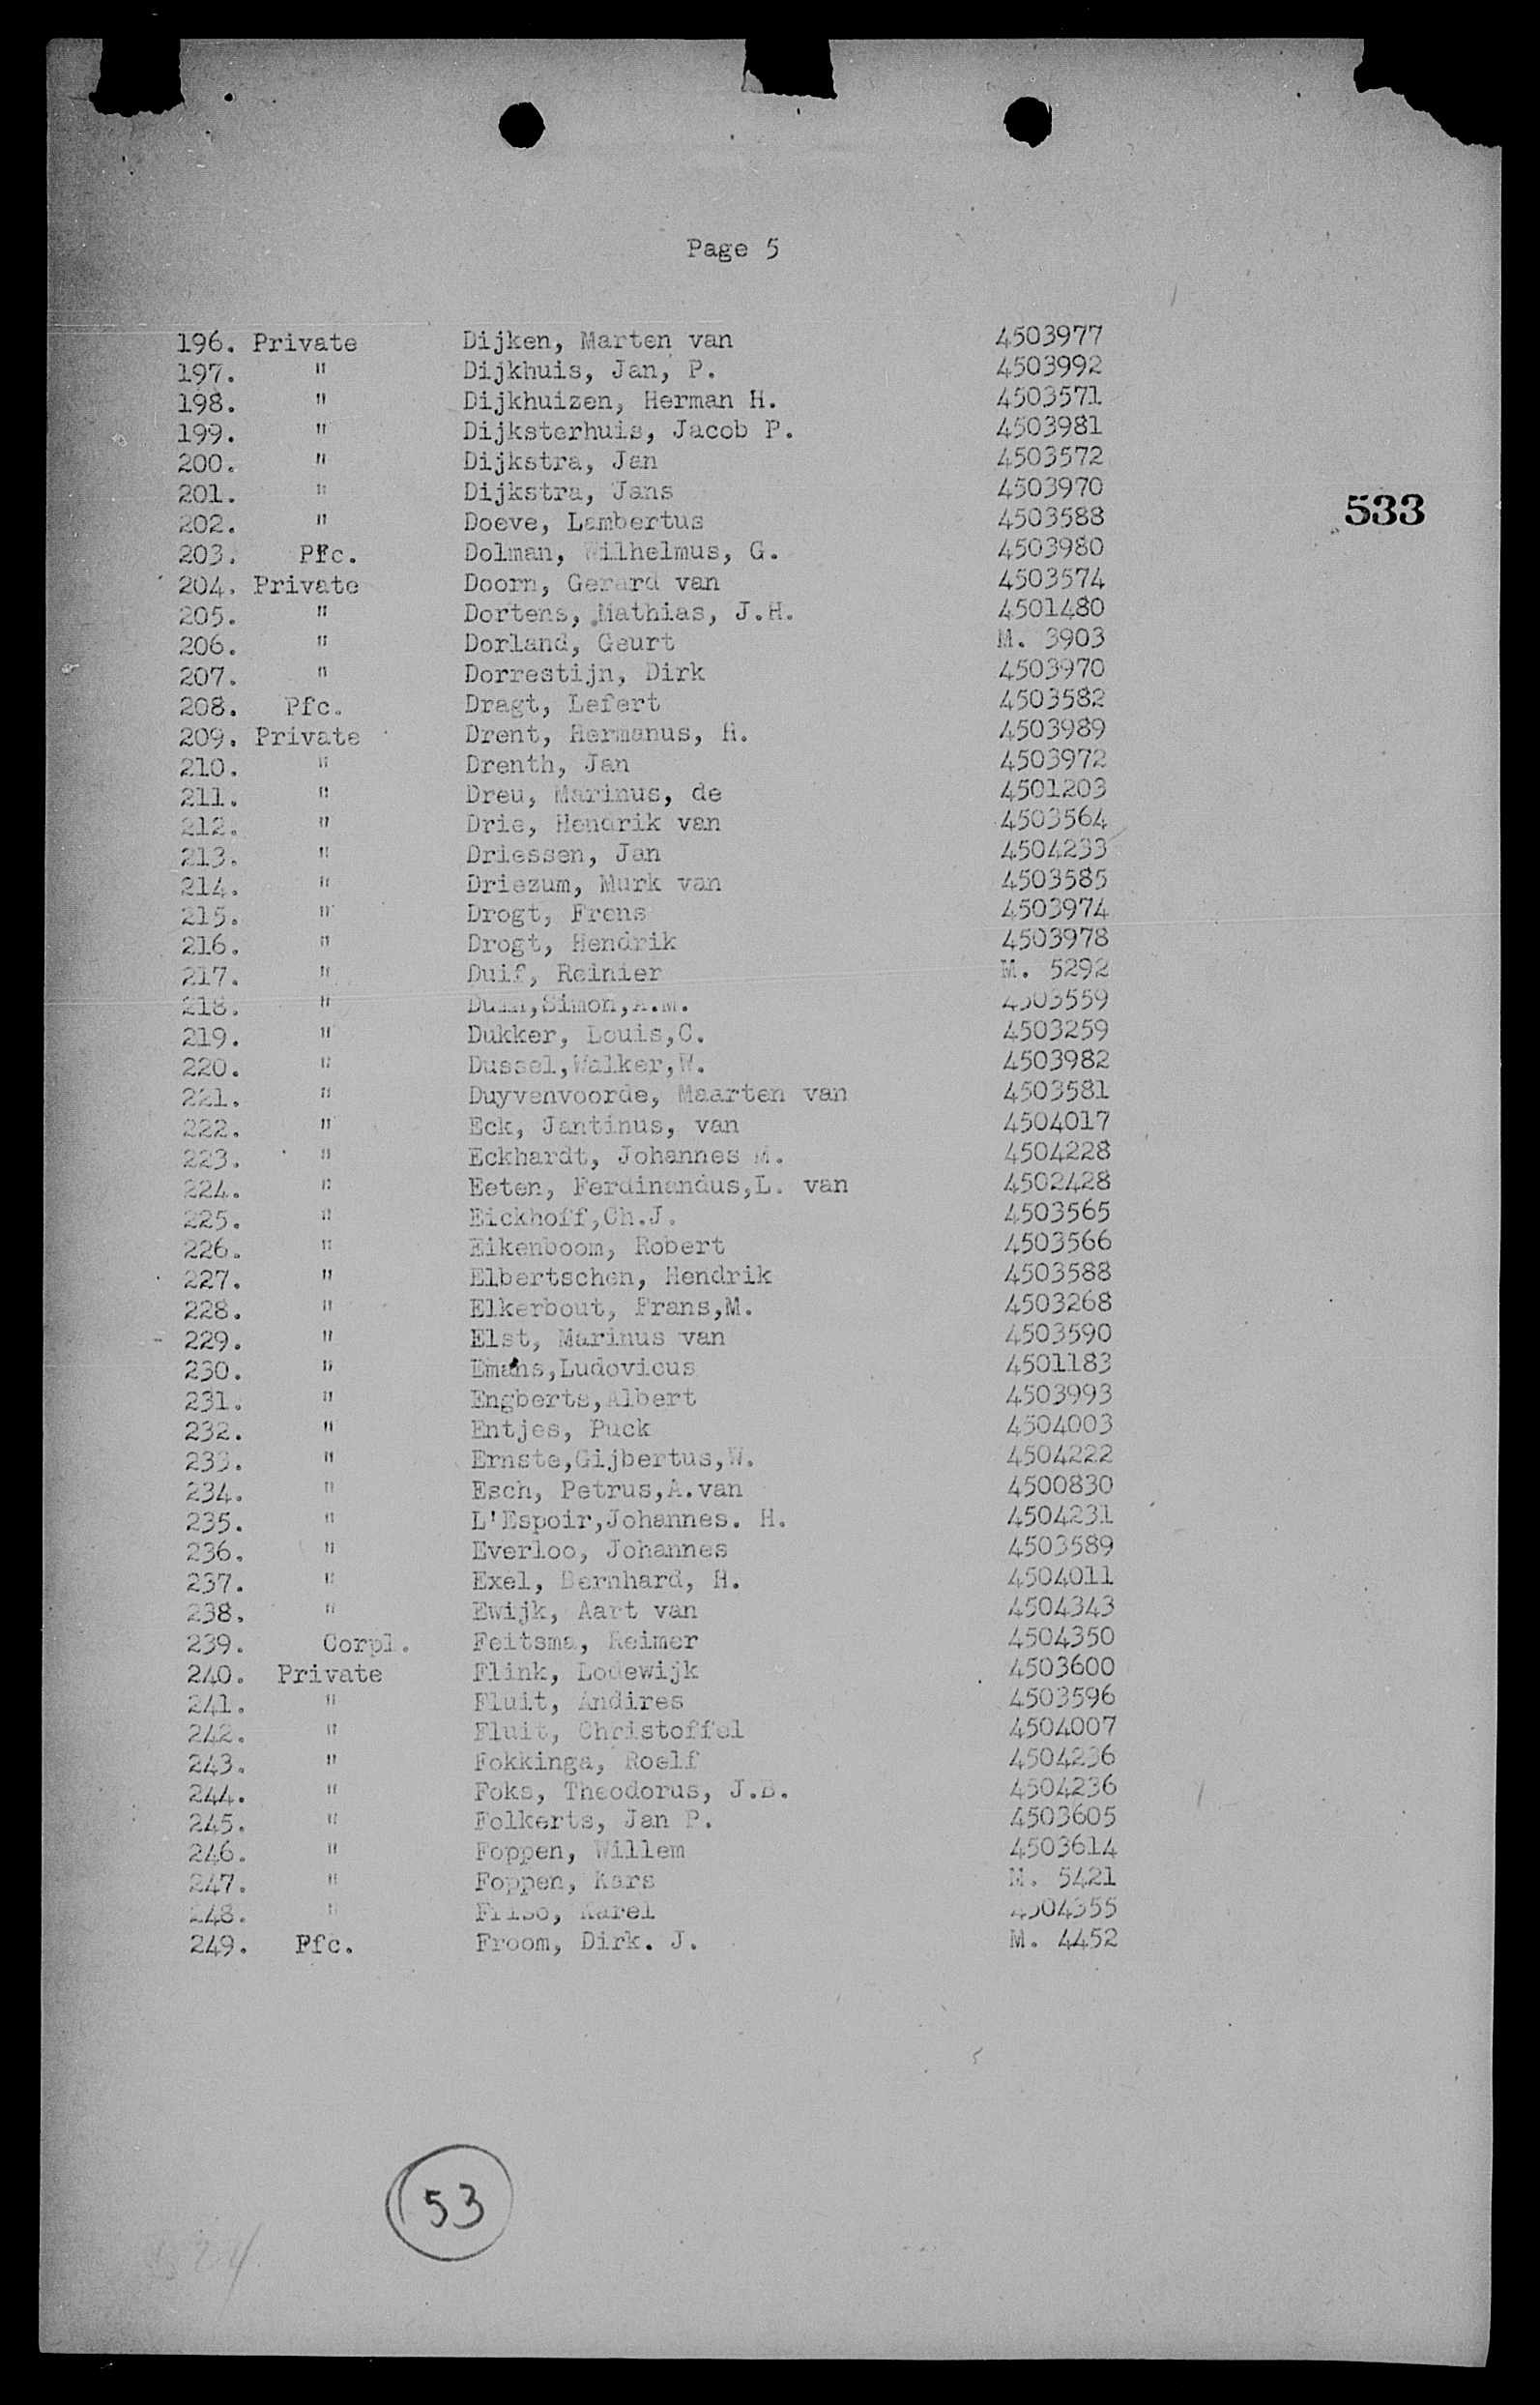 Page 5
196. Private Dijken, Marten van 4503977
197. " Dijkhuis, Jan, P. 4503992
198. " Dijkhuizen, Herman H. 4503571
199. " Dijksterhuis, Jacob P. 4503981
200. " Dijkstra, Jan 4503572
201. " Dijkstra, Jans 4503970
533
202. " Doeve, Lambertus 4503588
203. Pfc. Dolman, Wilhelmus, G. 4503980
204. Private Doorn, Gerard van 4503574
205. " Dortens, Mathias, J.H. 4501480
206. " Dorland, Geurt M. 3903
207. " Dorrestijn, Dirk 4503970
208. Pfc. Dragt, Lefert 4503582
209. Private Drent, Hermanus, H. 4503989
210. " Drenth, Jan 4503972
211. " Dreu, Marinus, de 4501203
212. " Drie, Hendrik van 4503564
213. " Driessen, Jan 4504233
214. " Driezum, Murk van 4503585
215. " Drogt, Frens 4503974
216. " Drogt, Hendrik 4503978
217. " Duif, Reinier M. 5292
218. " Simon, 4503559
219. " Dukker, Louis,C. 4503259
220. " Dussel,Walker,W. 4503982
221. " Duyvenvoorde, Maarten van 4503581
222. " Eck, Jantinus, van 4504017
223. " Eckhardt, Johannes M. 4504228
224. " Eeten, Ferdinandus,L. van 4502428
225. " Eickhoff,Ch.J. 4503565
226. " Eikenboom, Robert 4503566
227. " Elbertschen, Hendrik 4503588
228. " Elkerbout, Frans,M. 4503268
229. " Elst, Marinus van 4503590
230. " Emans,Ludovicus 4501183
231. " Engberts,Albert 4503993
232. " Entjes, Puck 4504003
233. " Ernste,Gijbertus,W. 4504222
234. " Esch, Petrus,A.van 4500830
235. " L'Espoir,Johannes. H. 4504231
236. " Everloo, Johannes 4503589
237. " Exel, Bernhard, H. 4504011
238. " Ewijk, Aart van 4504343
239. Corpl. Feitsma, Reimer 4504350
240. Private Flink, Lodewijk 4503600
241. " Fluit, Andires 4503596
242. " Fluit, Christoffel 4504007
243. " Fokkinga, Roelf 4504236
244. " Foks, Theodorus, J.B. 4504236
245. " Folkerts, Jan P. 4503605
246. " Foppen, Willem 4503614
247. " Foppen, Kars M. 5421
248. " Karel 4504355
249. Pfc. Froom, Dirk. J. M. 4452
53